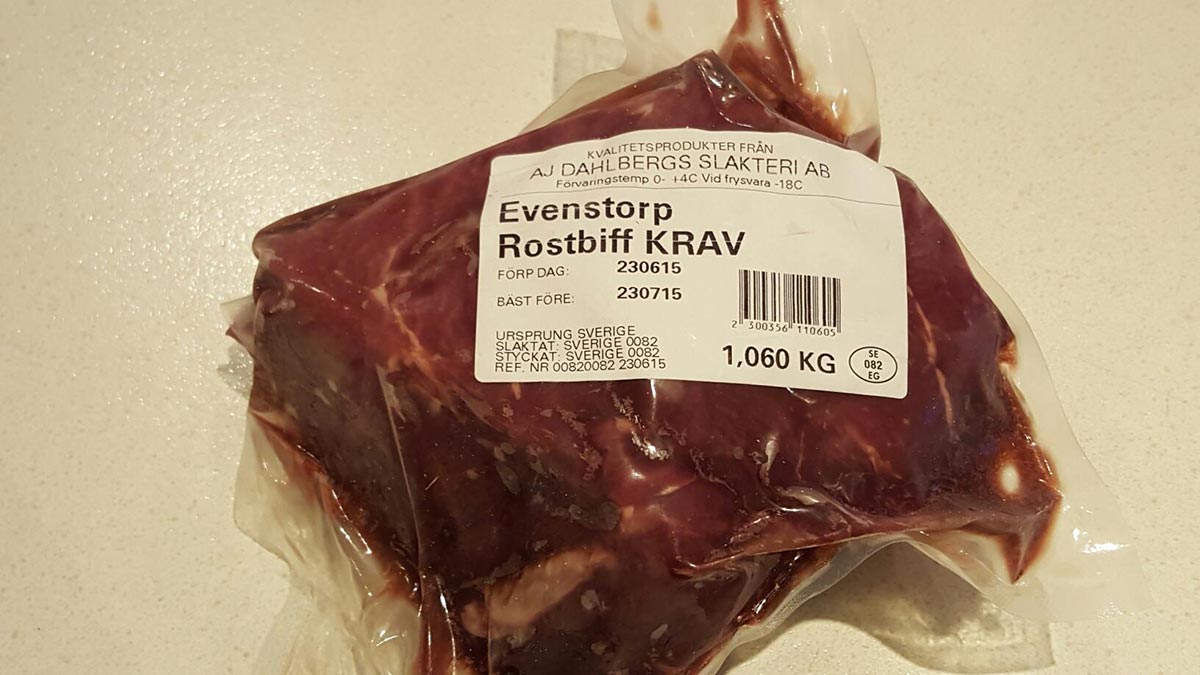 KVALITETSPRODUKTER FRÅN
AJ DAHLBERGS SLAKTERI AB
Förvaringstemp 0- +4C Vid frysvara -18C
Evenstorp
Rostbiff KRAV
FÖRP DAG: 230615
BÄST FÖRE: 230715
2 300356 110605
URSPRUNG SVERIGE
SLAKTAT: SVERIGE 0082
STYCKAT: SVERIGE 0082
REF. NR 00820082 230615
1,060 KG
SE
082
EG